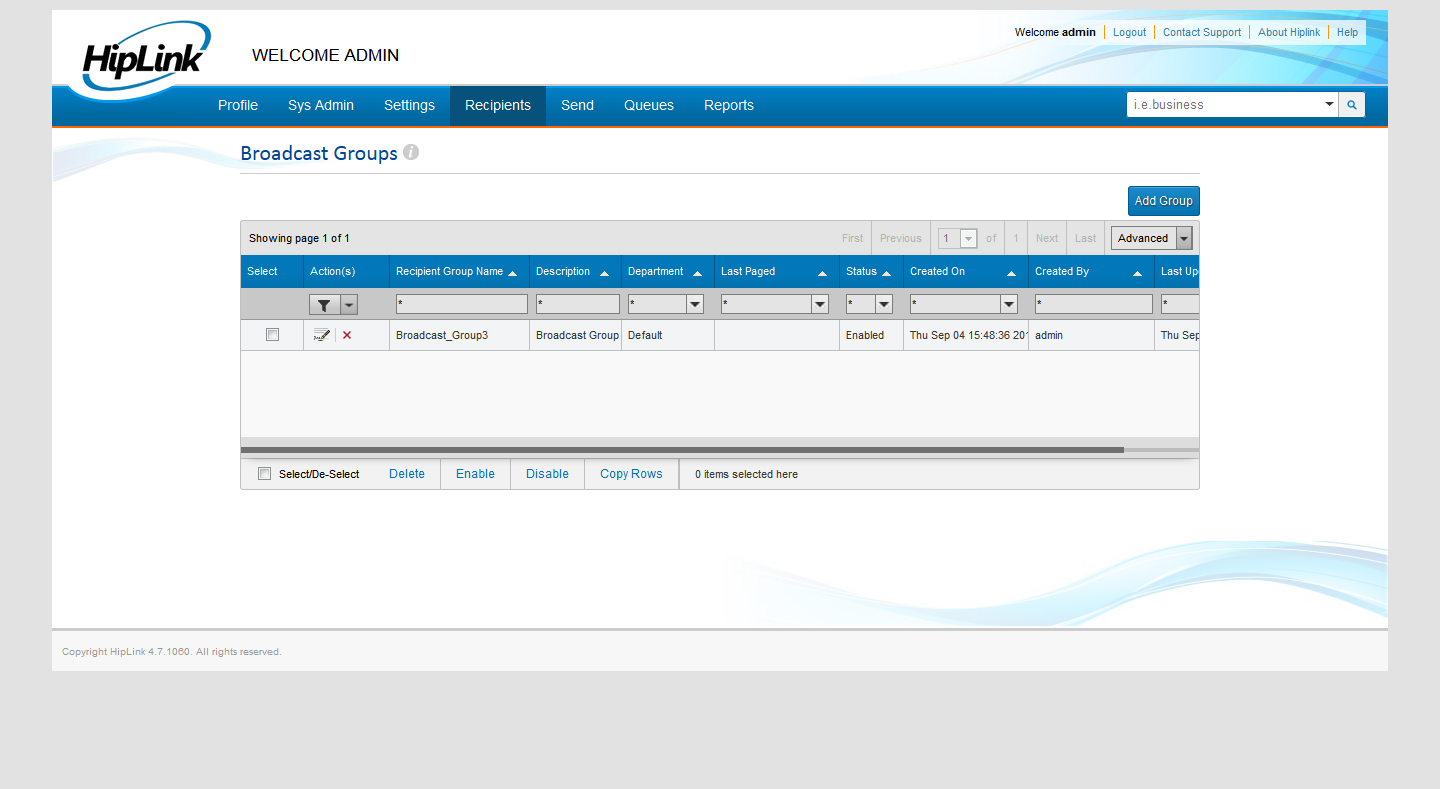 HipLink
WELCOME ADMIN
Welcome admin Logout Contact Support About Hiplink Help
Profile Sys Admin Settings Recipients Send Queues Reports
i.e.business
Broadcast Groups i
Add Group
Showing page 1 of 1 First Previous 1 of 1 Next Last Advanced
Select Action(s) Recipient Group Name Description Department Last Paged Status Created On Created By Last Up
* * * * * * * *
Broadcast_Group3 Broadcast Group Default Enabled Thu Sep 04 15:48:36 20 admin Thu Sep
Select/De-Select Delete Enable Disable Copy Rows 0 items selected here
Copyright HipLink 4.7.1060. All rights reserved.